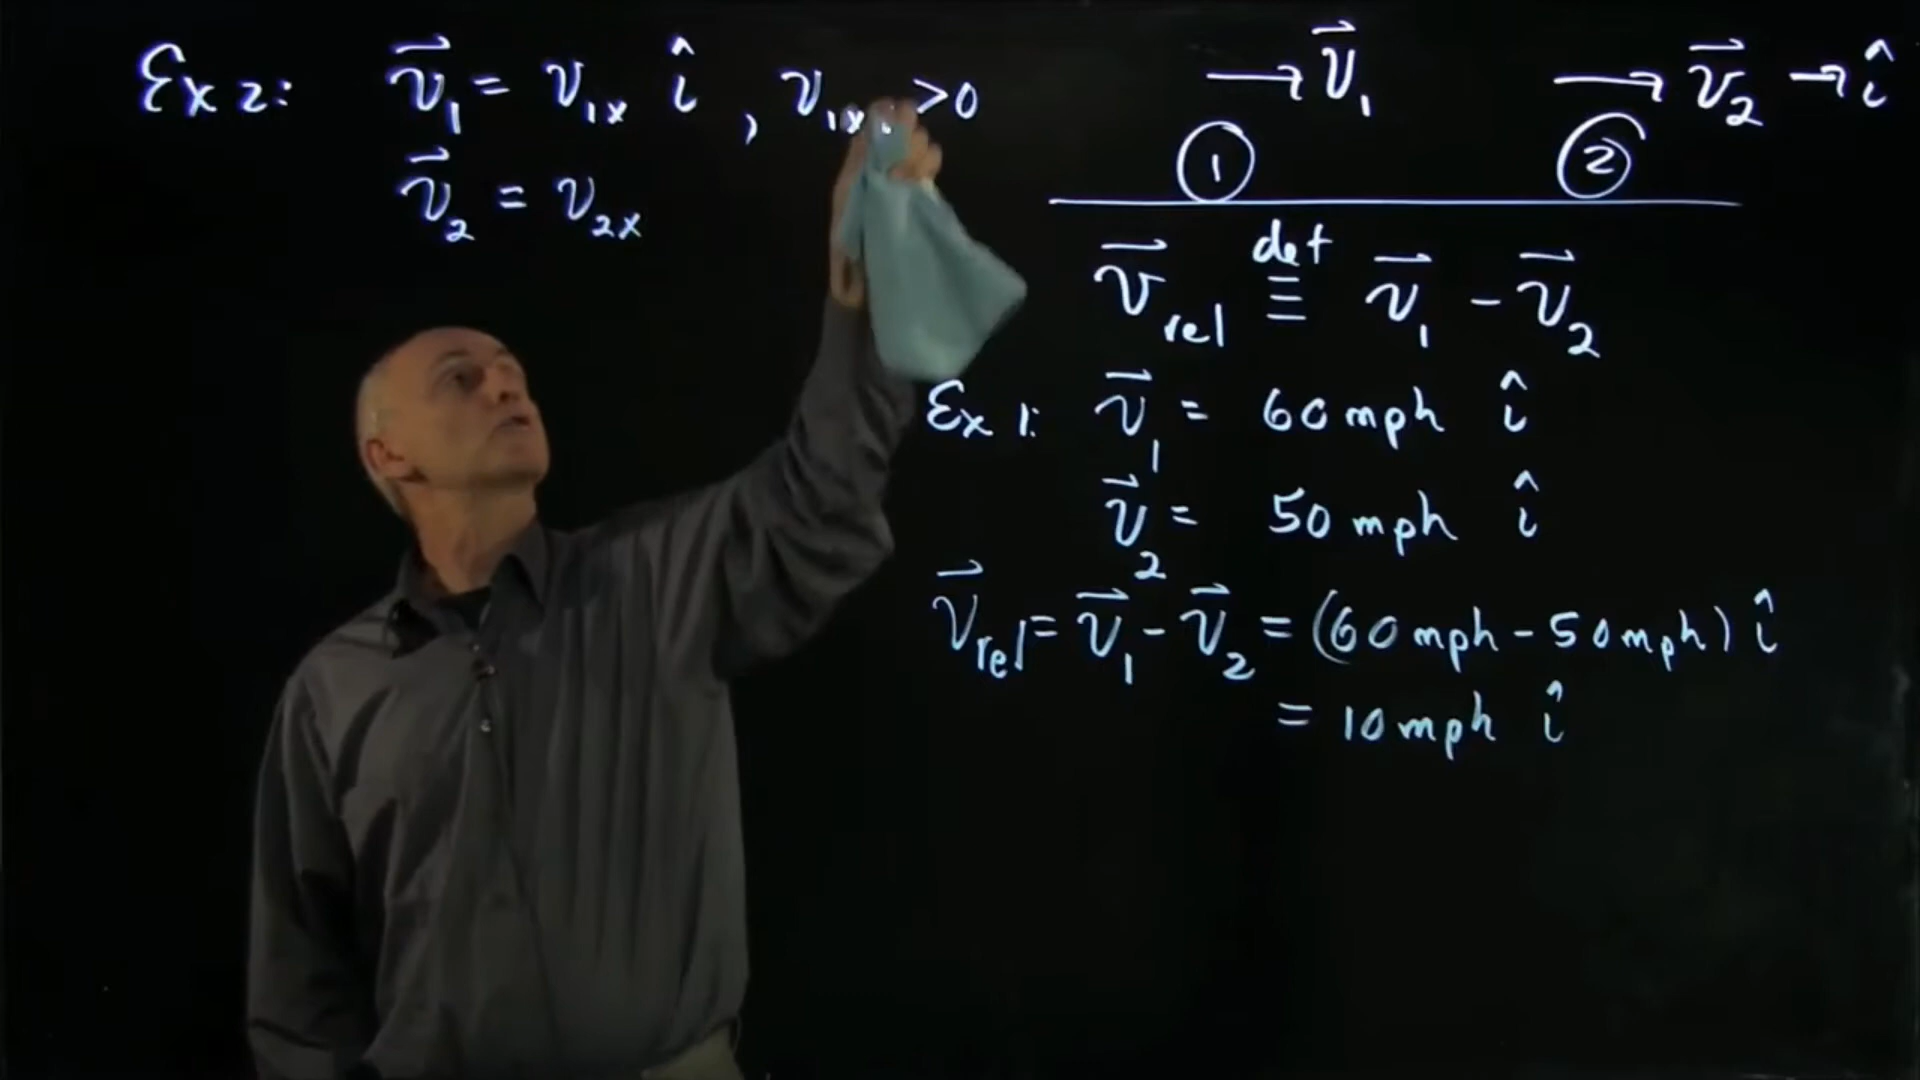 Ex 2: v⃗₁ = v₁ₓ î , v₁ₓ > 0
v⃗₂ = v₂ₓ
→ v⃗₁ → v⃗₂ → î
① ②
v⃗rel def≡ v⃗₁ - v⃗₂
Ex 1: v⃗₁ = 60 mph î
v⃗₂ = 50 mph î
v⃗rel = v⃗₁ - v⃗₂ = (60 mph - 50 mph) î
= 10 mph î